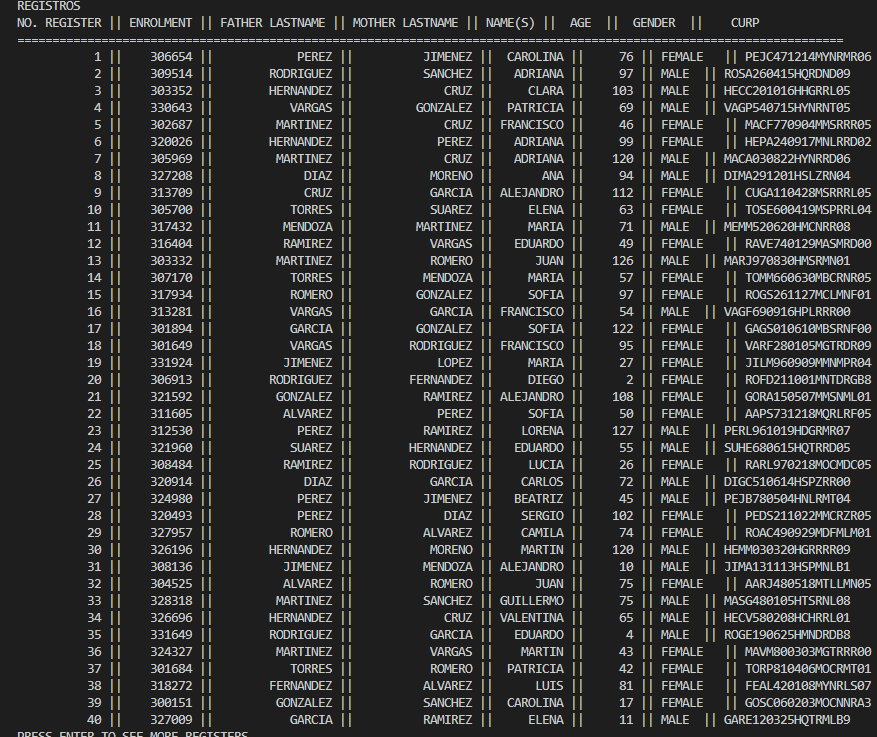 REGISTROS
NO. REGISTER || ENROLMENT || FATHER LASTNAME || MOTHER LASTNAME || NAME(S) || AGE || GENDER || CURP
=====================================================================================================================
1 || 306654 || PEREZ || JIMENEZ || CAROLINA || 76 || FEMALE || PEJC471214MYNRMR06
2 || 309514 || RODRIGUEZ || SANCHEZ || ADRIANA || 97 || MALE || ROSA260415HQRDND09
3 || 303352 || HERNANDEZ || CRUZ || CLARA || 103 || MALE || HECC201016HHGRRL05
4 || 330643 || VARGAS || GONZALEZ || PATRICIA || 69 || MALE || VAGP540715HYNRNT05
5 || 302687 || MARTINEZ || CRUZ || FRANCISCO || 46 || FEMALE || MACF770904MMSRRR05
6 || 320026 || HERNANDEZ || PEREZ || ADRIANA || 99 || FEMALE || HEPA240917MNLRRD02
7 || 305969 || MARTINEZ || CRUZ || ADRIANA || 120 || MALE || MACA030822HYNRRD06
8 || 327208 || DIAZ || MORENO || ANA || 94 || MALE || DIMA291201HSLZRN04
9 || 313709 || CRUZ || GARCIA || ALEJANDRO || 112 || FEMALE || CUGA110428MSRRRL05
10 || 305700 || TORRES || SUAREZ || ELENA || 63 || FEMALE || TOSE600419MSPRRL04
11 || 317432 || MENDOZA || MARTINEZ || MARIA || 71 || MALE || MEMM520620HMCNRR08
12 || 316404 || RAMIREZ || VARGAS || EDUARDO || 49 || FEMALE || RAVE740129MASMRD00
13 || 303332 || MARTINEZ || ROMERO || JUAN || 126 || MALE || MARJ970830HMSRMN01
14 || 307170 || TORRES || MENDOZA || MARIA || 57 || FEMALE || TOMM660630MBCRNR05
15 || 317934 || ROMERO || GONZALEZ || SOFIA || 97 || FEMALE || ROGS261127MCLMNF01
16 || 313281 || VARGAS || GARCIA || FRANCISCO || 54 || MALE || VAGF690916HPLRRR00
17 || 301894 || GARCIA || GONZALEZ || SOFIA || 122 || FEMALE || GAGS010610MBSRNF00
18 || 301649 || VARGAS || RODRIGUEZ || FRANCISCO || 95 || FEMALE || VARF280105MGTRDR09
19 || 331924 || JIMENEZ || LOPEZ || MARIA || 27 || FEMALE || JILM960909MMNMPR04
20 || 306913 || RODRIGUEZ || FERNANDEZ || DIEGO || 2 || FEMALE || ROFD211001MNTDRGB8
21 || 321592 || GONZALEZ || RAMIREZ || ALEJANDRO || 108 || FEMALE || GORA150507MMSNML01
22 || 311605 || ALVAREZ || PEREZ || SOFIA || 50 || FEMALE || AAPS731218MQRLRF05
23 || 312530 || PEREZ || RAMIREZ || LORENA || 127 || MALE || PERL961019HDGRMR07
24 || 321960 || SUAREZ || HERNANDEZ || EDUARDO || 55 || MALE || SUHE680615HQTRRD05
25 || 308484 || RAMIREZ || RODRIGUEZ || LUCIA || 26 || FEMALE || RARL970218MOCMDC05
26 || 320914 || DIAZ || GARCIA || CARLOS || 72 || MALE || DIGC510614HSPZRR00
27 || 324980 || PEREZ || JIMENEZ || BEATRIZ || 45 || MALE || PEJB780504HNLRMT04
28 || 320493 || PEREZ || DIAZ || SERGIO || 102 || FEMALE || PEDS211022MMCRZR05
29 || 327957 || ROMERO || ALVAREZ || CAMILA || 74 || FEMALE || ROAC490929MDFMLM01
30 || 326196 || HERNANDEZ || MORENO || MARTIN || 120 || MALE || HEMM030320HGRRRR09
31 || 308136 || JIMENEZ || MENDOZA || ALEJANDRO || 10 || MALE || JIMA131113HSPMNLB1
32 || 304525 || ALVAREZ || ROMERO || JUAN || 75 || FEMALE || AARJ480518MTLLMN05
33 || 328318 || MARTINEZ || SANCHEZ || GUILLERMO || 75 || MALE || MASG480105HTSRNL08
34 || 326696 || HERNANDEZ || CRUZ || VALENTINA || 65 || MALE || HECV580208HCHRRL01
35 || 331649 || RODRIGUEZ || GARCIA || EDUARDO || 4 || MALE || ROGE190625HMNDRDB8
36 || 324327 || MARTINEZ || VARGAS || MARTIN || 43 || FEMALE || MAVM800303MGTRRR00
37 || 301684 || TORRES || ROMERO || PATRICIA || 42 || FEMALE || TORP810406MOCRMT01
38 || 318272 || FERNANDEZ || ALVAREZ || LUIS || 81 || FEMALE || FEAL420108MYNRLS07
39 || 300151 || GONZALEZ || SANCHEZ || CAROLINA || 17 || FEMALE || GOSC060203MOCNNRA3
40 || 327009 || GARCIA || RAMIREZ || ELENA || 11 || MALE || GARE120325HQTRMLB9
PRESS ENTER TO SEE MORE REGISTERS